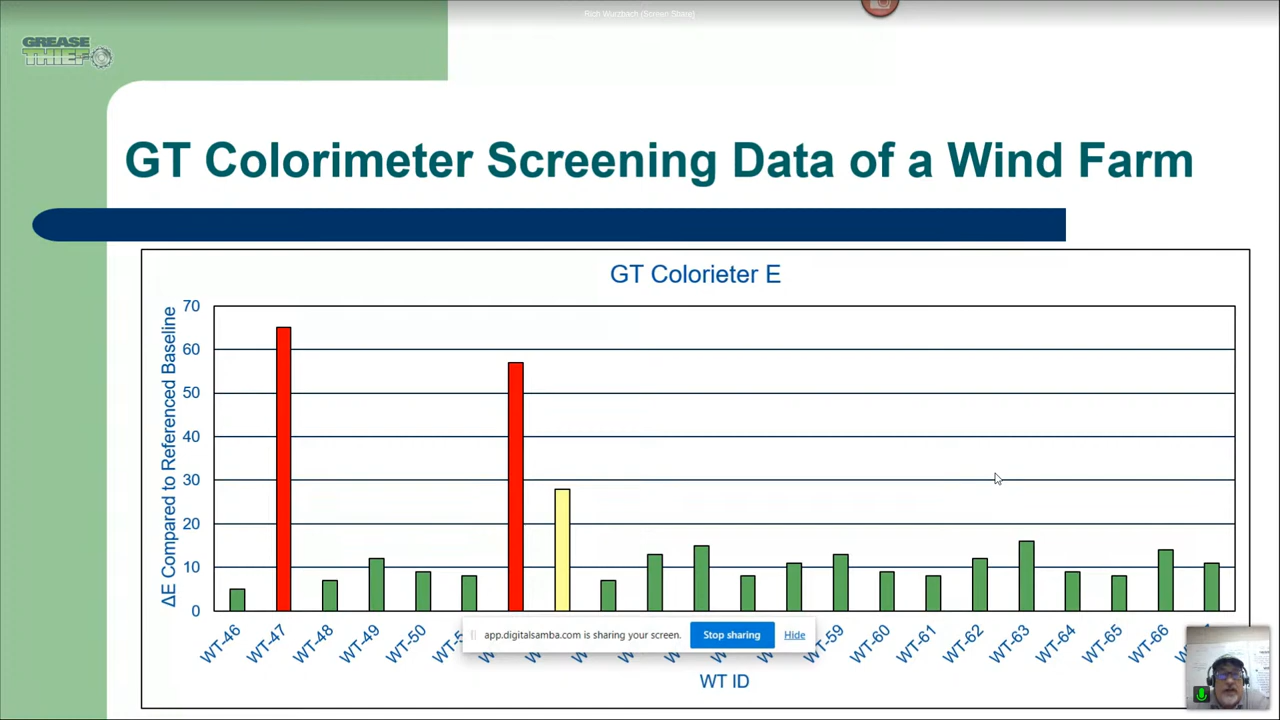 Rich Wurzbach (Screen Share)
GREASE
THIEF
GT Colorimeter Screening Data of a Wind Farm
GT Colorieter E
ΔE Compared to Referenced Baseline
70
60
50
40
30
20
10
0
WT-46
WT-47
WT-48
WT-49
WT-50
WT-59
WT-60
WT-61
WT-62
WT-63
WT-64
WT-65
WT-66
app.digitalsamba.com is sharing your screen.
Stop sharing
Hide
WT ID